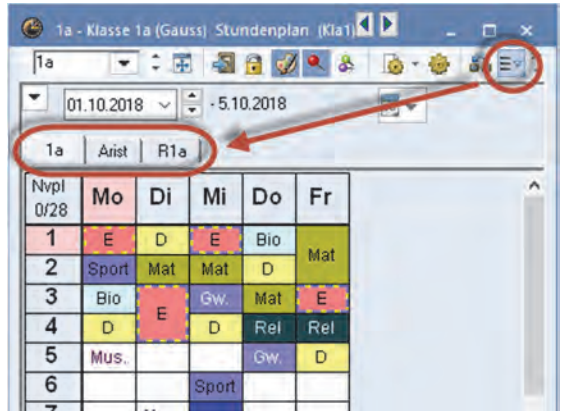 1a - Klasse 1a (Gauss) Stundenplan (Kla1)
1a
01.10.2018 - 5.10.2018
1a Arist R1a
Nvpl 0/28 Mo Di Mi Do Fr
1 E D E Bio Mat
2 Sport Mat Mat D
3 Bio E Gw. Mat E
4 D D Rel Rel
5 Mus. Gw. D
6 Sport
7